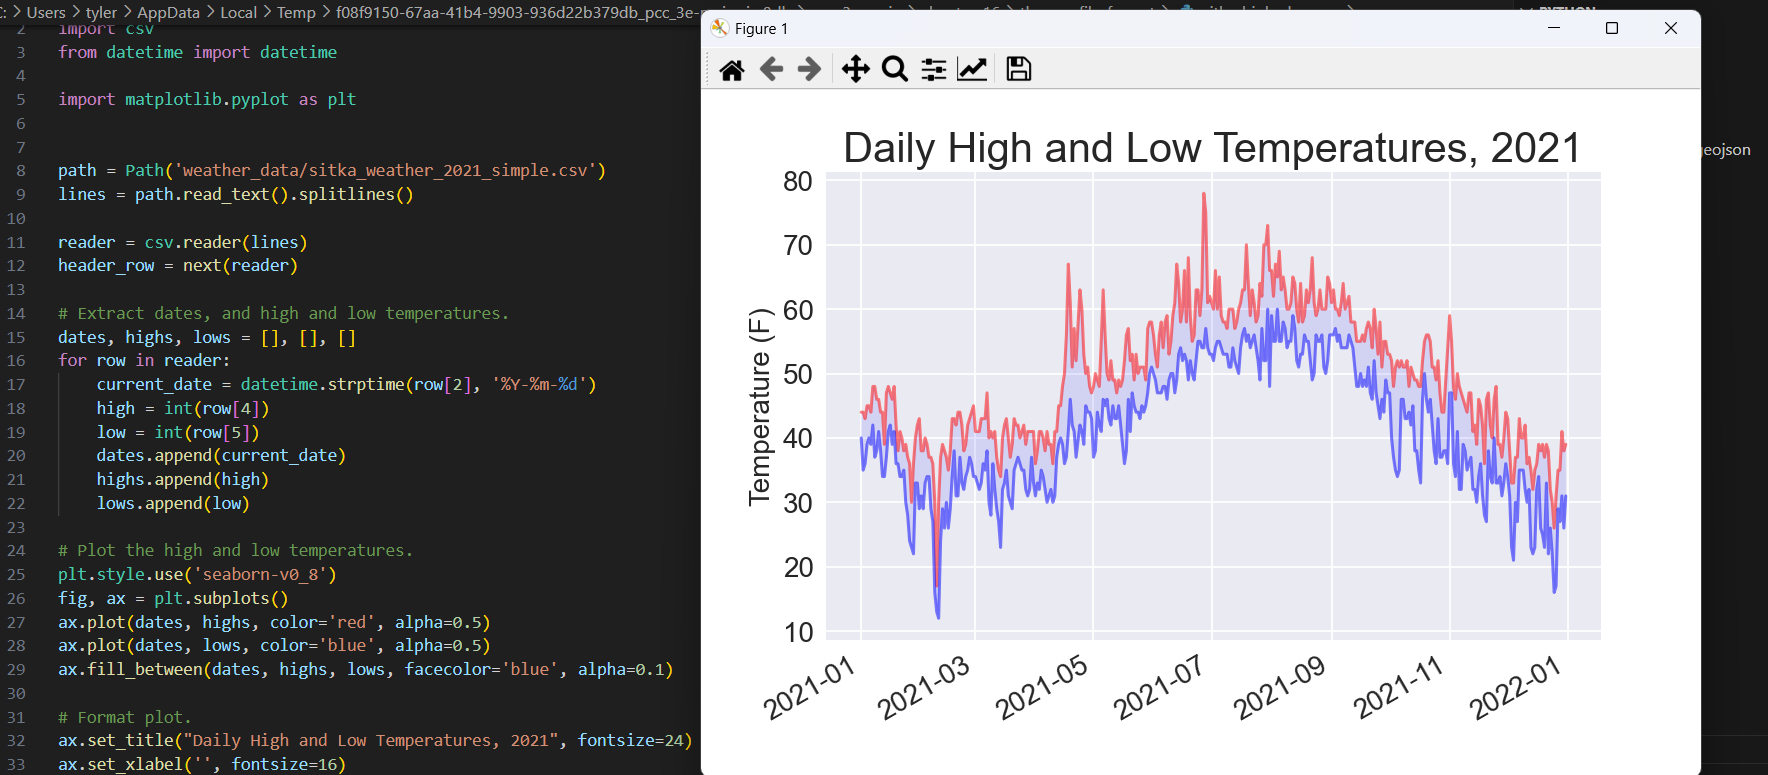 C: > Users > tyler > AppData > Local > Temp > f08f9150-67aa-41b4-9903-936d22b379db_pcc_3e-
2 import csv
3 from datetime import datetime
4
5 import matplotlib.pyplot as plt
6
7
8 path = Path('weather_data/sitka_weather_2021_simple.csv')
9 lines = path.read_text().splitlines()
10
11 reader = csv.reader(lines)
12 header_row = next(reader)
13
14 # Extract dates, and high and low temperatures.
15 dates, highs, lows = [], [], []
16 for row in reader:
17     current_date = datetime.strptime(row[2], '%Y-%m-%d')
18     high = int(row[4])
19     low = int(row[5])
20     dates.append(current_date)
21     highs.append(high)
22     lows.append(low)
23
24 # Plot the high and low temperatures.
25 plt.style.use('seaborn-v0_8')
26 fig, ax = plt.subplots()
27 ax.plot(dates, highs, color='red', alpha=0.5)
28 ax.plot(dates, lows, color='blue', alpha=0.5)
29 ax.fill_between(dates, highs, lows, facecolor='blue', alpha=0.1)
30
31 # Format plot.
32 ax.set_title("Daily High and Low Temperatures, 2021", fontsize=24)
33 ax.set_xlabel('', fontsize=16)
Figure 1
Daily High and Low Temperatures, 2021
Temperature (F)
80
70
60
50
40
30
20
10
2021-01
2021-03
2021-05
2021-07
2021-09
2021-11
2022-01
PYTHON
geojson